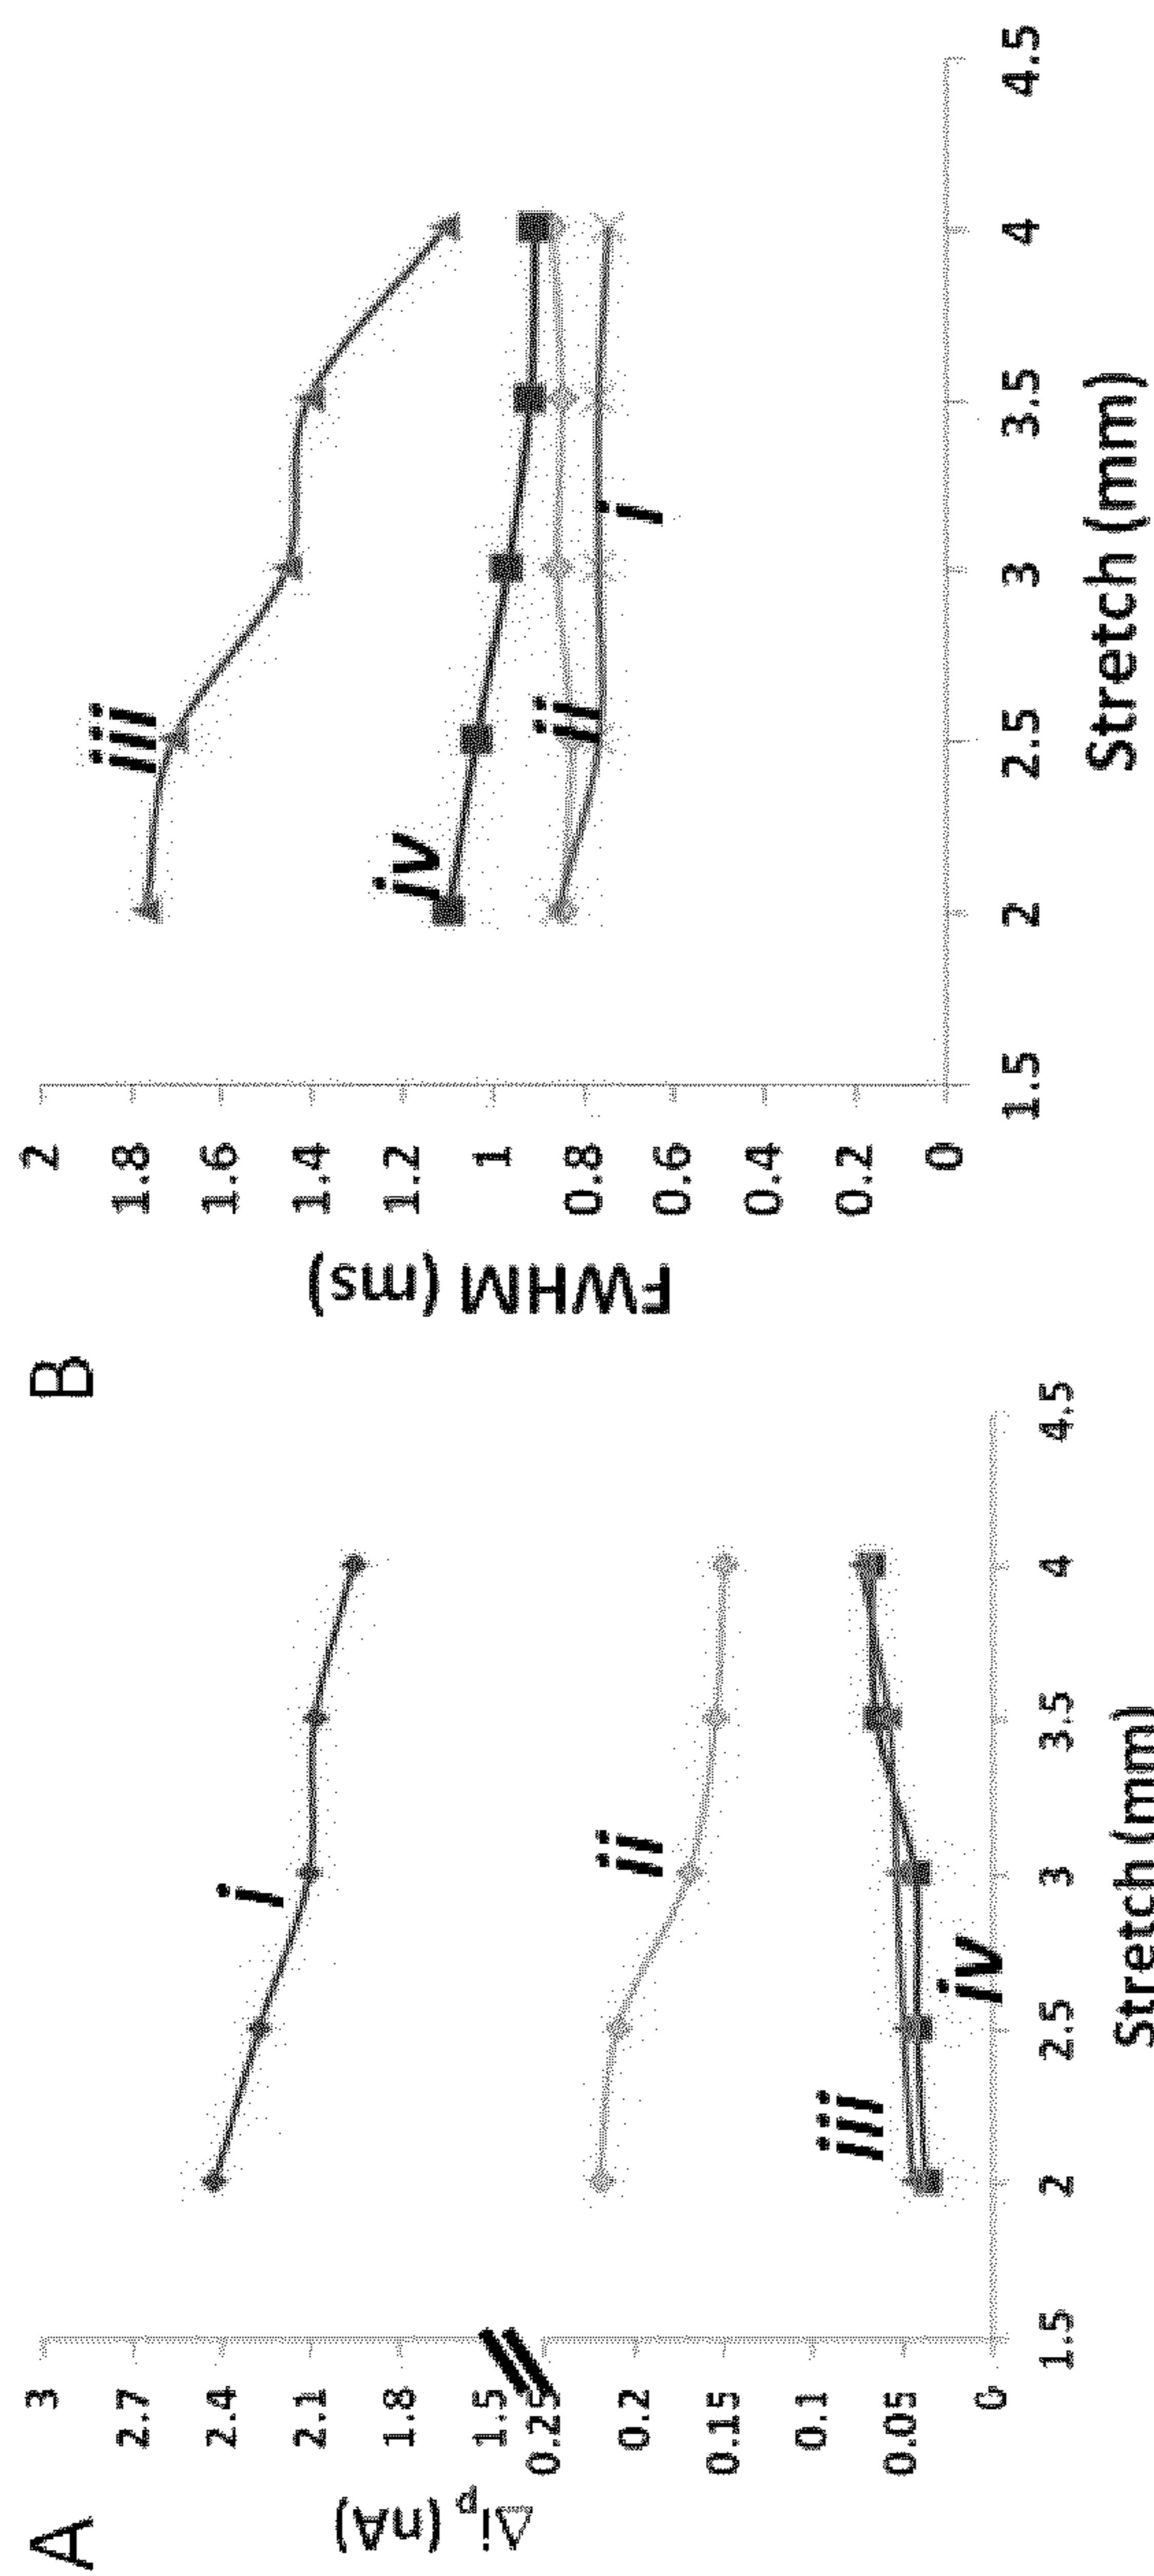 A
Δip (nA)
3
2.7
2.4
2.1
1.8
1.5
0.25
0.2
0.15
0.1
0.05
0
i
ii
iii
iv
1.5 2 2.5 3 3.5 4 4.5
Stretch (mm)
B
FWHM (ms)
2
1.8
1.6
1.4
1.2
1
0.8
0.6
0.4
0.2
0
iii
iv
ii
i
1.5 2 2.5 3 3.5 4 4.5
Stretch (mm)